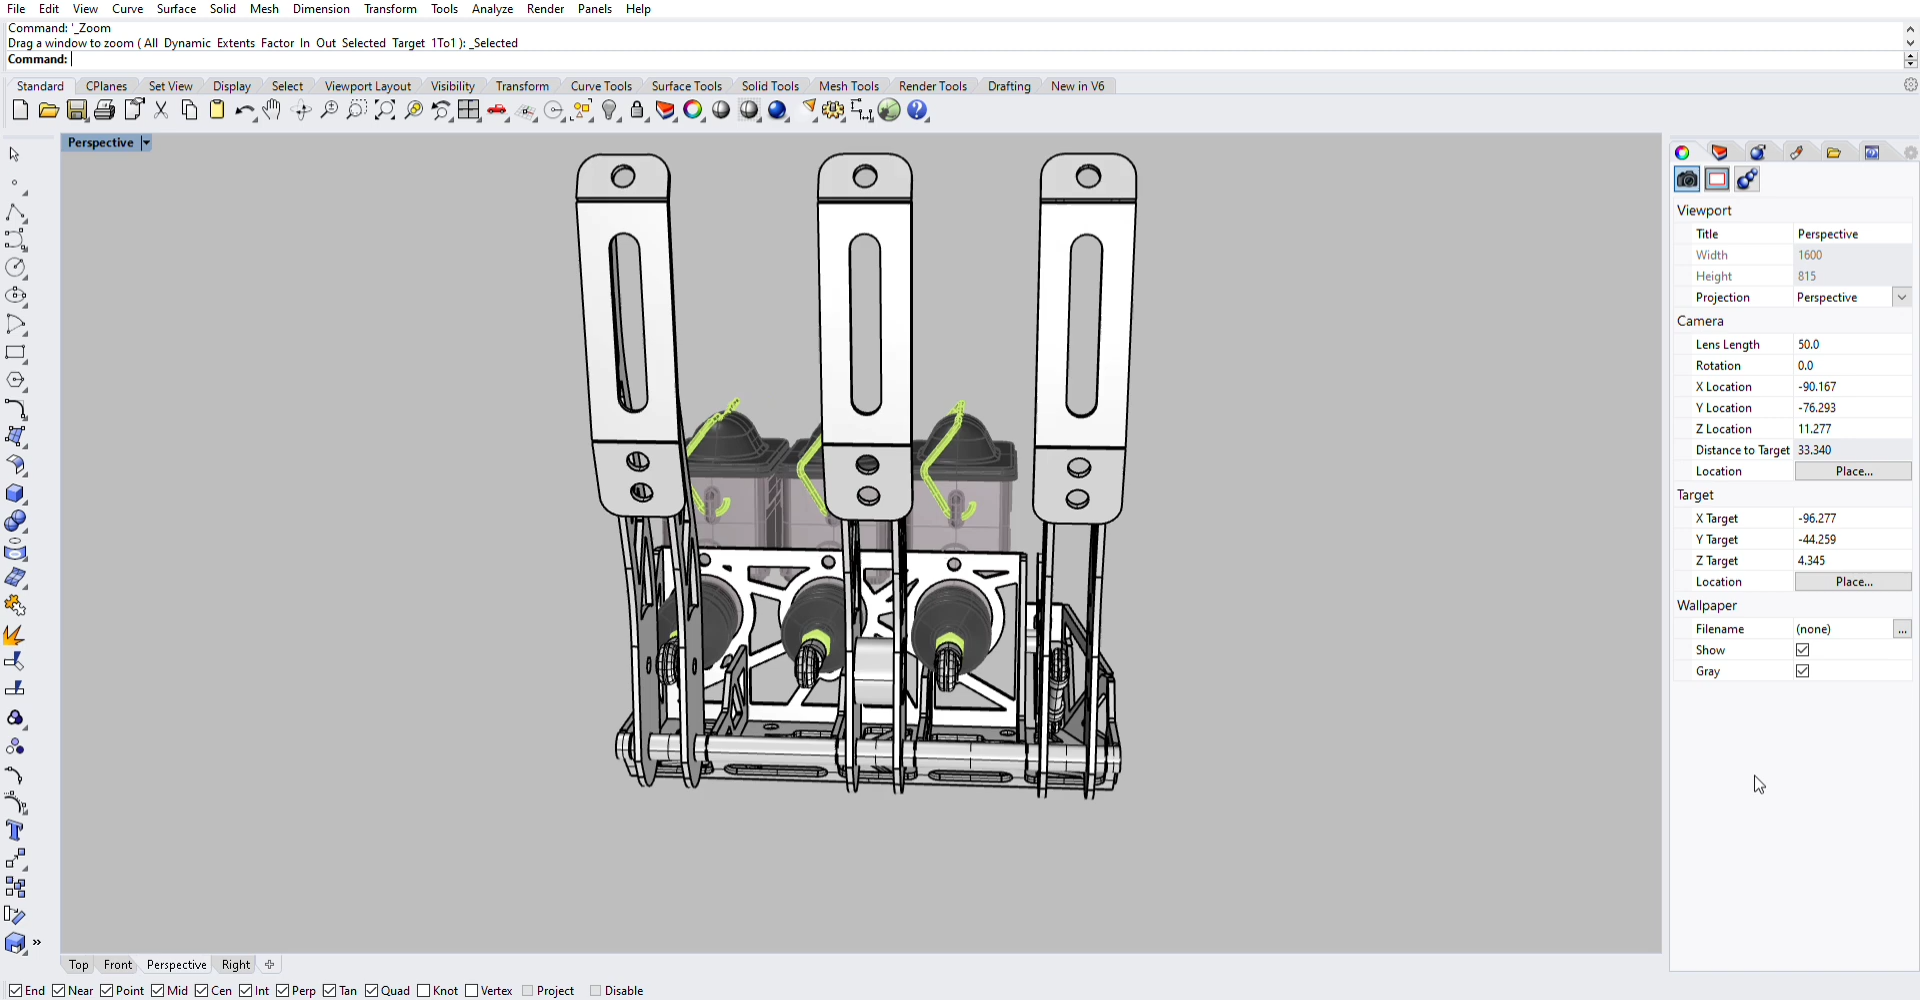 File Edit View Curve Surface Solid Mesh Dimension Transform Tools Analyze Render Panels Help
Command: '_Zoom
Drag a window to zoom ( All Dynamic Extents Factor In Out Selected Target 1To1 ): _Selected
Command:
Standard CPlanes Set View Display Select Viewport Layout Visibility Transform Curve Tools Surface Tools Solid Tools Mesh Tools Render Tools Drafting New in V6
Perspective
Viewport
Title Perspective
Width 1600
Height 815
Projection Perspective
Camera
Lens Length 50.0
Rotation 0.0
X Location -90.167
Y Location -76.293
Z Location 11.277
Distance to Target 33.340
Location Place...
Target
X Target -96.277
Y Target -44.259
Z Target 4.345
Location Place...
Wallpaper
Filename (none) ...
Show
Gray
Top Front Perspective Right
End Near Point Mid Cen Int Perp Tan Quad Knot Vertex Project Disable